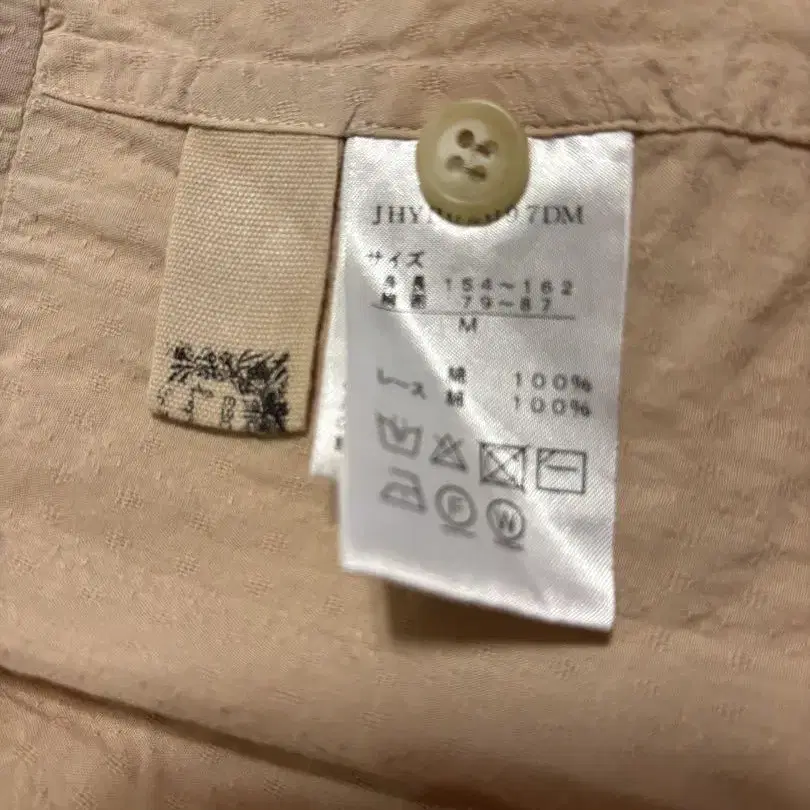 サイズ
身長 154～162
胸囲 79～87
M
綿 100%
レース 綿 100%
F W